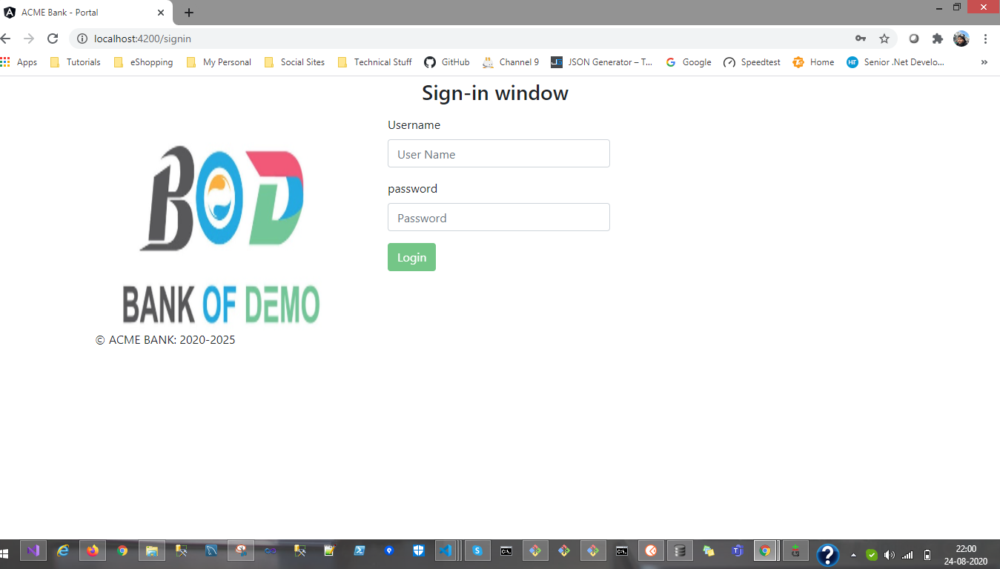 ACME Bank - Portal
localhost:4200/signin
Apps Tutorials eShopping My Personal Social Sites Technical Stuff GitHub Channel 9 JSON Generator – T... Google Speedtest Home Senior .Net Develo... »
Sign-in window
Username
User Name
password
Password
Login
BOD
BANK OF DEMO
© ACME BANK: 2020-2025
22:00
24-08-2020